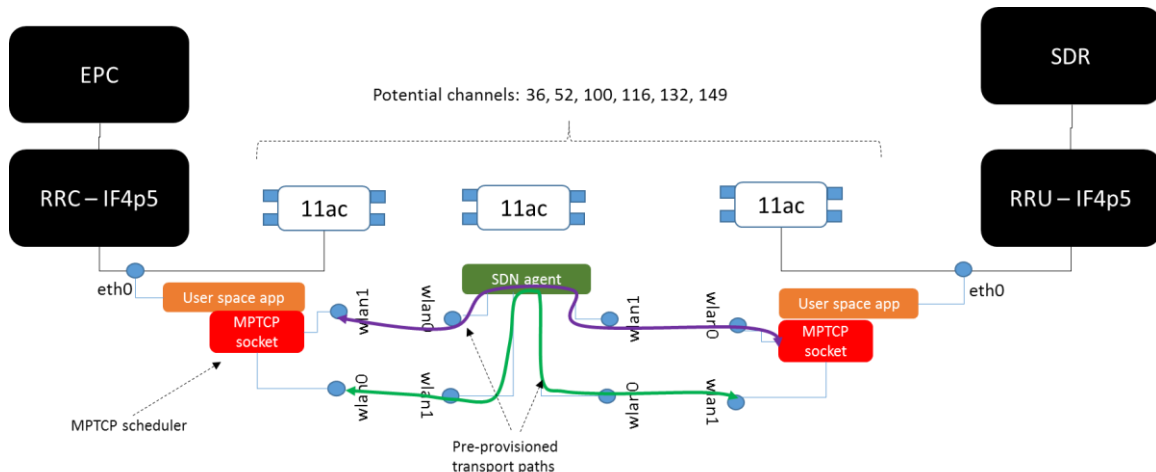 EPC
SDR
Potential channels: 36, 52, 100, 116, 132, 149
RRC – IF4p5
11ac
11ac
11ac
RRU – IF4p5
eth0
eth0
SDN agent
User space app
User space app
MPTCP
socket
MPTCP
socket
wlan1
wlan0
wlan1
wlan0
wlan0
wlan1
wlan0
wlan1
MPTCP scheduler
Pre-provisioned
transport paths